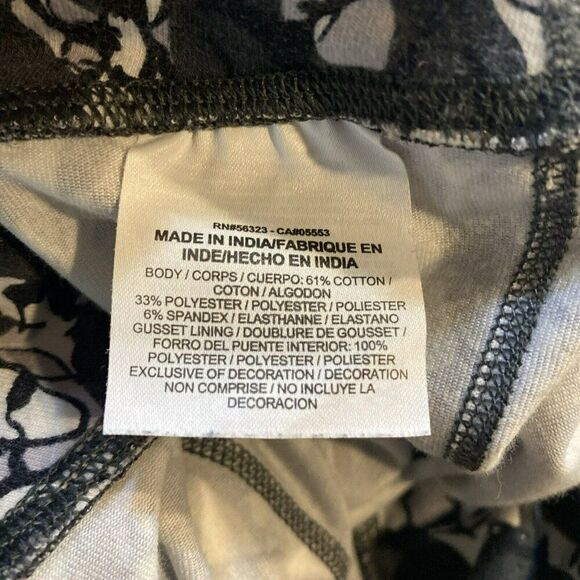 RN#56323 - CA#05553
MADE IN INDIA/FABRIQUE EN
INDE/HECHO EN INDIA
BODY / CORPS / CUERPO: 61% COTTON /
COTON / ALGODON
33% POLYESTER / POLYESTER / POLIESTER
6% SPANDEX / ELASTHANNE / ELASTANO
GUSSET LINING / DOUBLURE DE GOUSSET /
FORRO DEL PUENTE INTERIOR: 100%
POLYESTER / POLYESTER / POLIESTER
EXCLUSIVE OF DECORATION / DECORATION
NON COMPRISE / NO INCLUYE LA
DECORACION